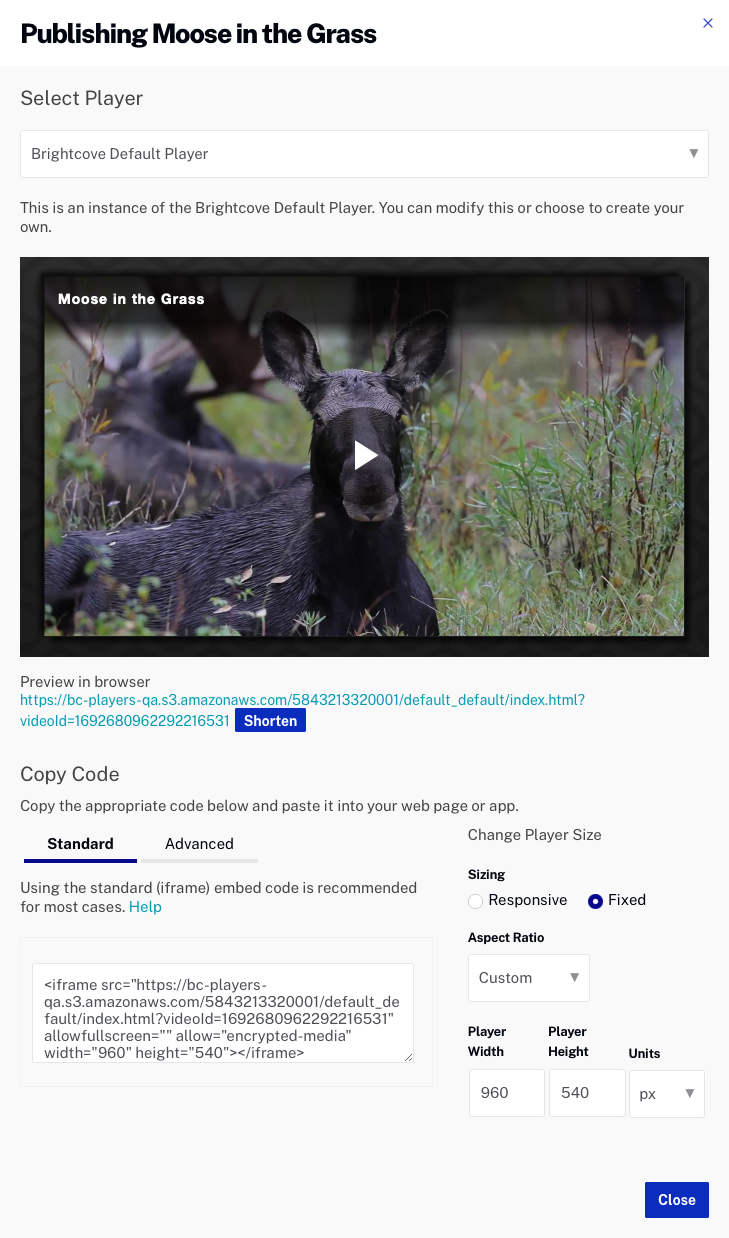 Publishing Moose in the Grass
×
Select Player
Brightcove Default Player
This is an instance of the Brightcove Default Player. You can modify this or choose to create your
own.
Moose in the Grass
Preview in browser
https://bc-players-qa.s3.amazonaws.com/5843213320001/default_default/index.html?
videoId=1692680962292216531 Shorten
Copy Code
Copy the appropriate code below and paste it into your web page or app.
Standard Advanced
Using the standard (iframe) embed code is recommended
for most cases. Help
<iframe src="https://bc-players-
qa.s3.amazonaws.com/5843213320001/default_de
fault/index.html?videoId=1692680962292216531"
allowfullscreen="" allow="encrypted-media"
width="960" height="540"></iframe>
Change Player Size
Sizing
Responsive Fixed
Aspect Ratio
Custom
Player
Width
Player
Height
Units
960
540
px
Close